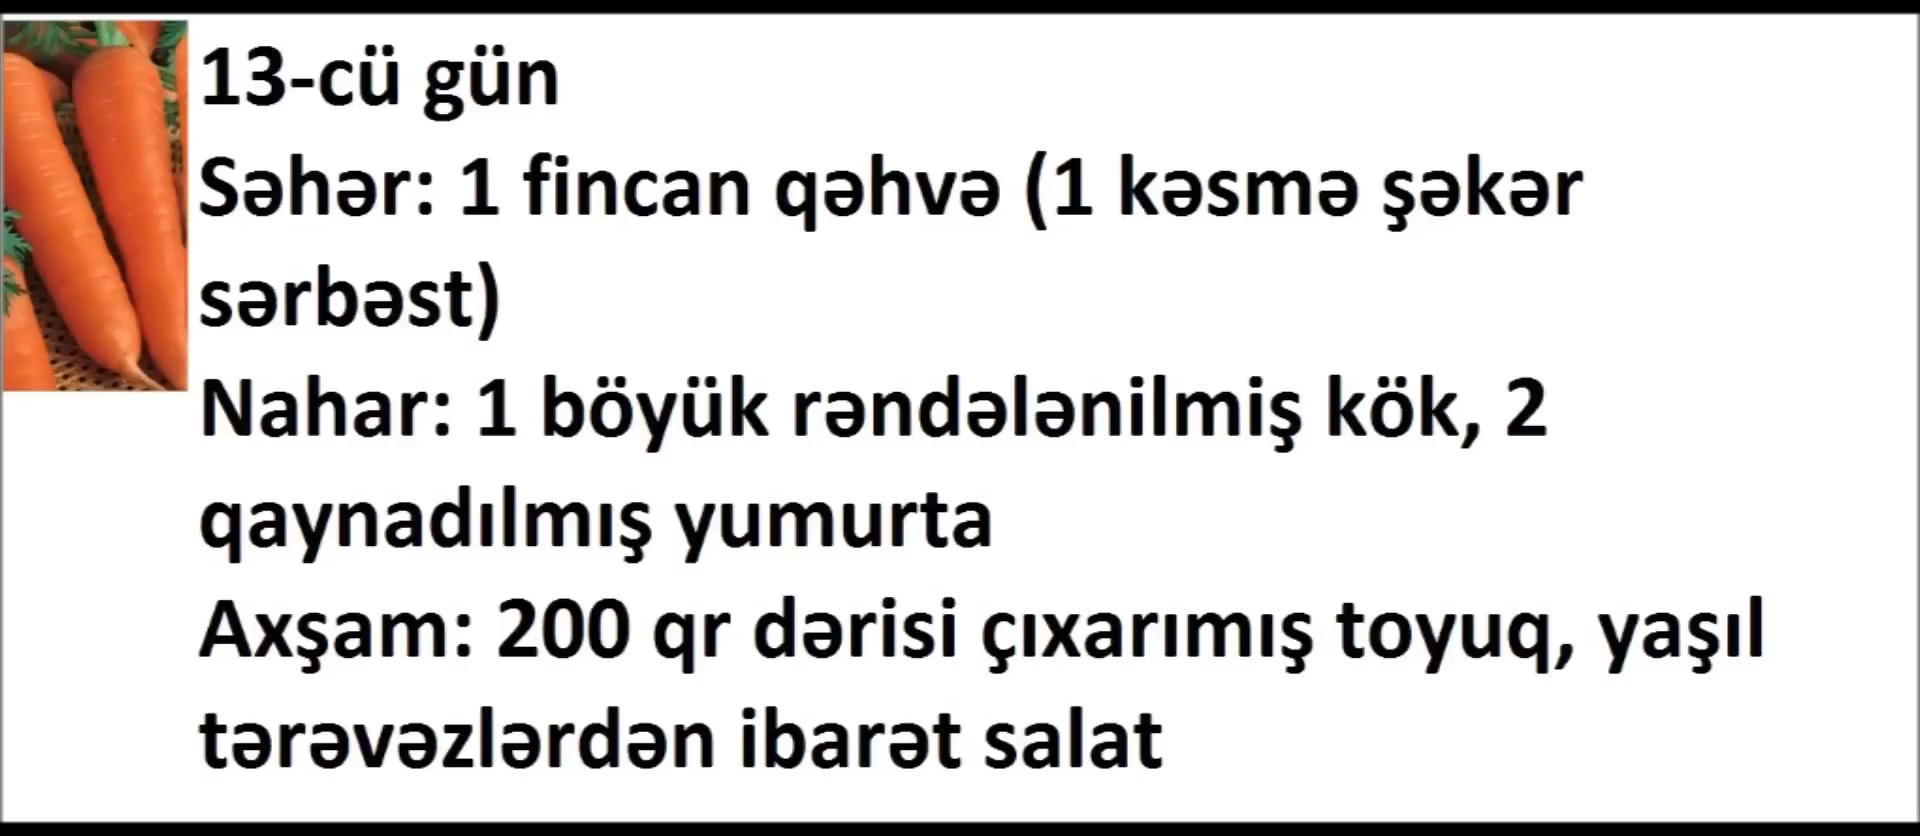 13-cü gün
Səhər: 1 fincan qəhvə (1 kəsmə şəkər
sərbəst)
Nahar: 1 böyük rəndələnilmiş kök, 2
qaynadılmış yumurta
Axşam: 200 qr dərisi çıxarımış toyuq, yaşıl
tərəvəzlərdən ibarət salat